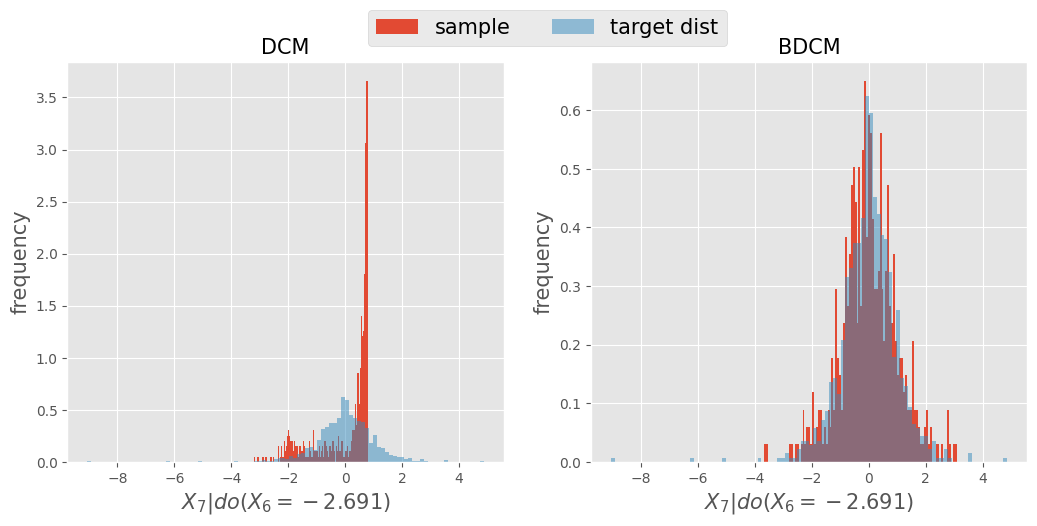 sample target dist
DCM
BDCM
frequency
3.5
3.0
2.5
2.0
1.5
1.0
0.5
0.0
−8 −6 −4 −2 0 2 4
X₇|do(X₆ = −2.691)
frequency
0.6
0.5
0.4
0.3
0.2
0.1
0.0
−8 −6 −4 −2 0 2 4
X₇|do(X₆ = −2.691)